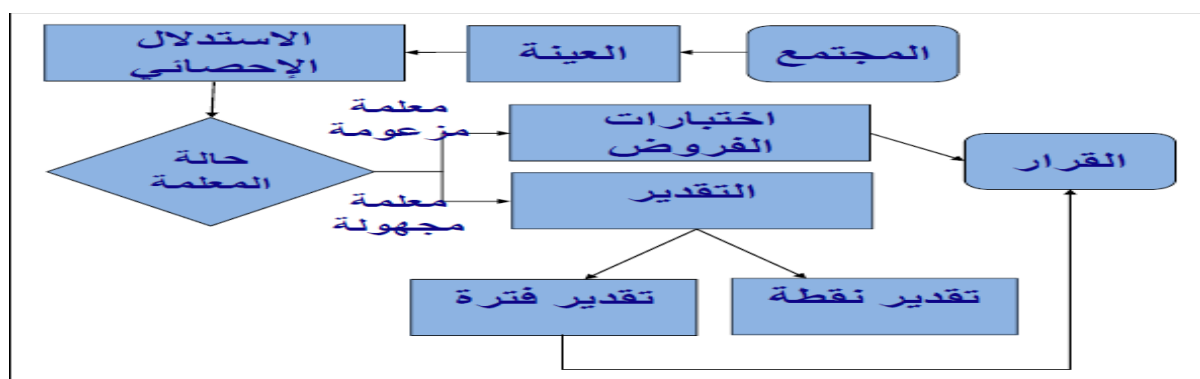 المجتمع
العينة
الاستدلال
الإحصائي
حالة
المعلمة
معلمة
مزعومة
اختبارات
الفروض
القرار
معلمة
مجهولة
التقدير
تقدير نقطة
تقدير فترة